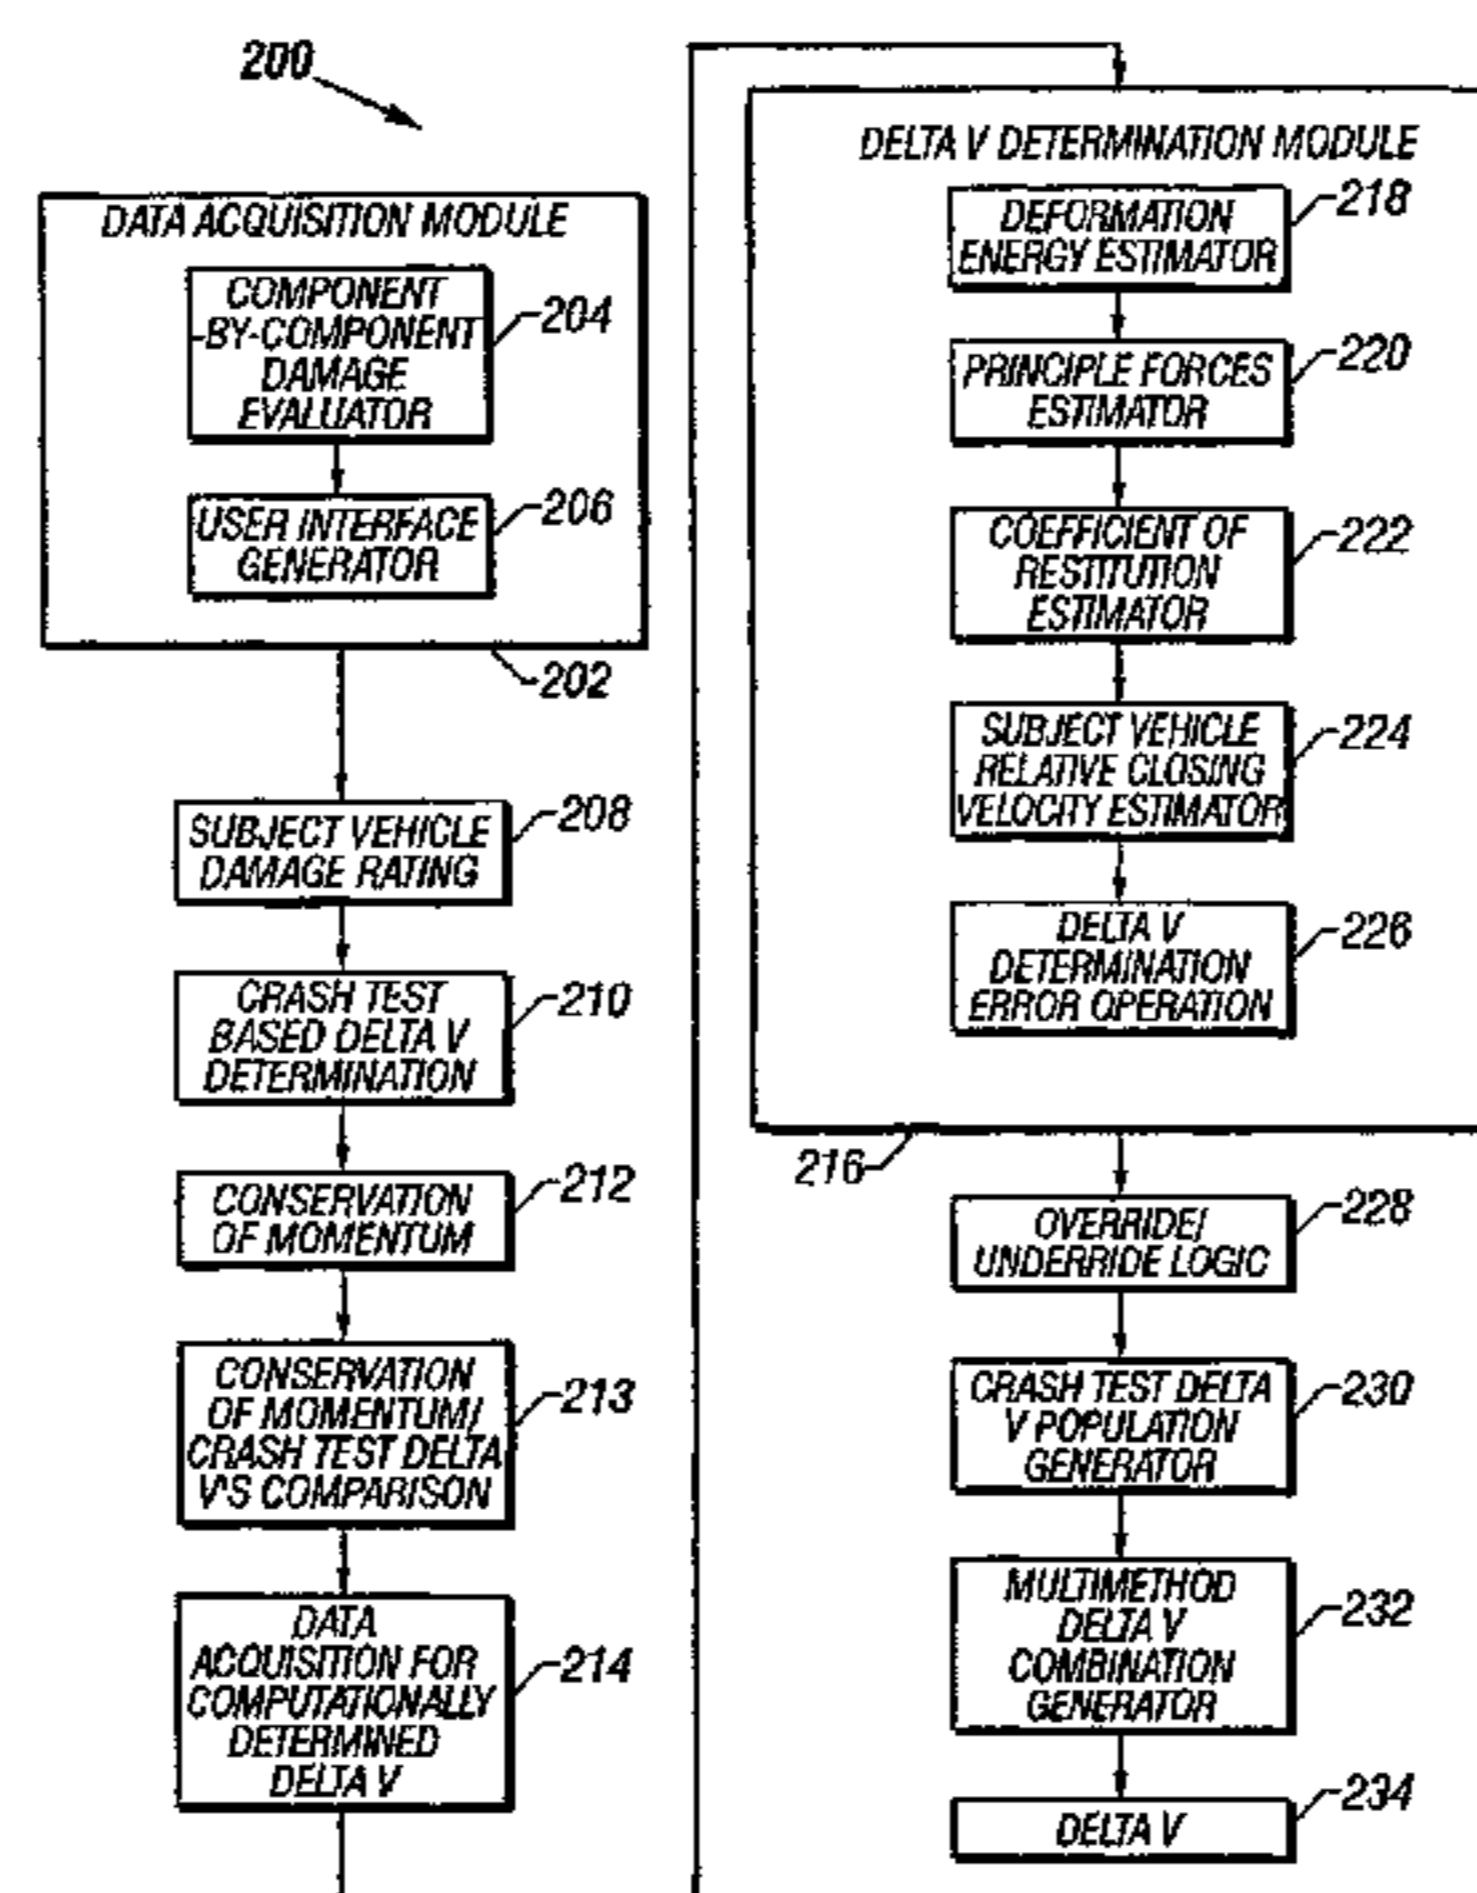 200
DATA ACQUISITION MODULE
COMPONENT
-BY-COMPONENT
DAMAGE
EVALUATOR
204
USER INTERFACE
GENERATOR
206
202
SUBJECT VEHICLE
DAMAGE RATING
208
CRASH TEST
BASED DELTA V
DETERMINATION
210
CONSERVATION
OF MOMENTUM
212
CONSERVATION
OF MOMENTUM/
CRASH TEST DELTA
V'S COMPARISON
213
DATA
ACQUISITION FOR
COMPUTATIONALLY
DETERMINED
DELTA V
214
DELTA V DETERMINATION MODULE
DEFORMATION
ENERGY ESTIMATOR
218
PRINCIPLE FORCES
ESTIMATOR
220
COEFFICIENT OF
RESTITUTION
ESTIMATOR
222
SUBJECT VEHICLE
RELATIVE CLOSING
VELOCITY ESTIMATOR
224
DELTA V
DETERMINATION
ERROR OPERATION
226
216
OVERRIDE/
UNDERRIDE LOGIC
228
CRASH TEST DELTA
V POPULATION
GENERATOR
230
MULTIMETHOD
DELTA V
COMBINATION
GENERATOR
232
DELTA V
234